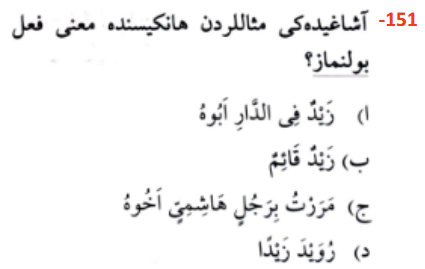 151- آشاغیده‌کی مثاللردن هانکیسنده معنی فعل
بولنماز؟
ا) زَيْدٌ فِى الدَّارِ اَبُوهُ
ب) زَيْدٌ قَائِمٌ
ج) مَرَرْتُ بِرَجُلٍ هَاشِمِيٍّ اَخُوهُ
د) رُوَيْدَ زَيْدًا